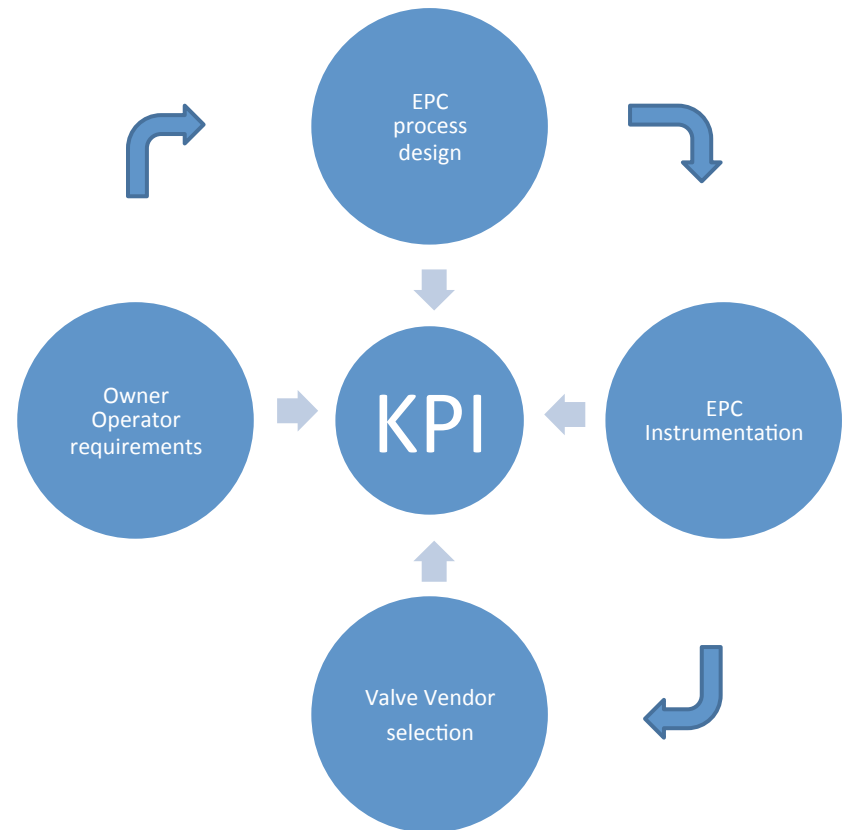 EPC
process
design
Owner
Operator
requirements
KPI
EPC
Instrumentation
Valve Vendor
selection